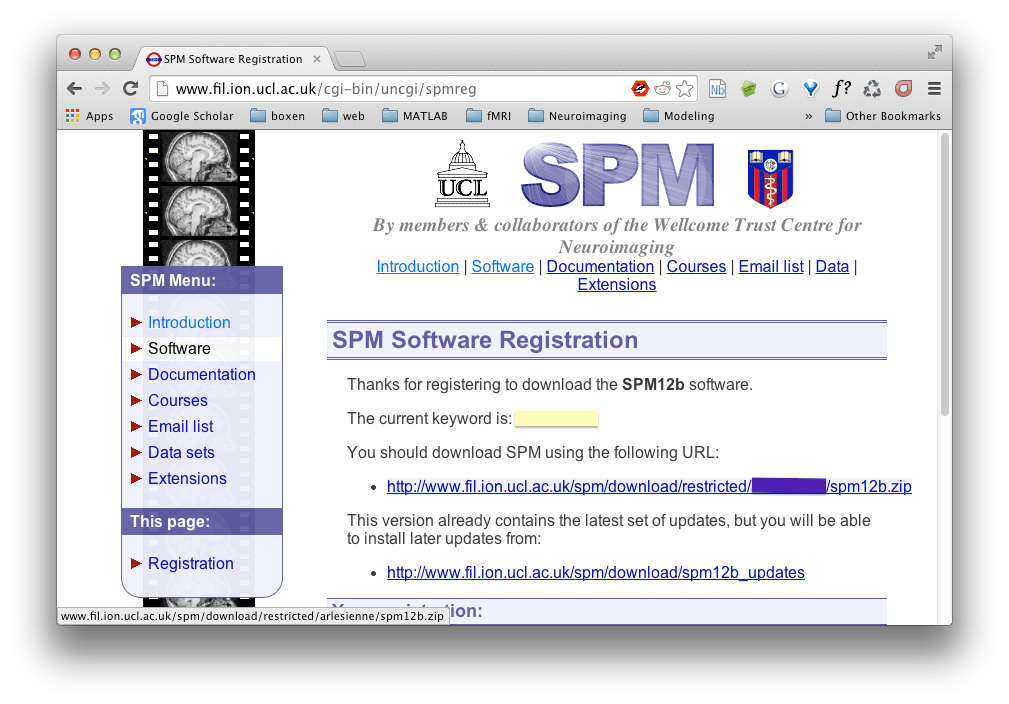 SPM Software Registration
www.fil.ion.ucl.ac.uk/cgi-bin/uncgi/spmreg
Nb
G
f?
Apps
Google Scholar
boxen
web
MATLAB
fMRI
Neuroimaging
Modeling
»
Other Bookmarks
UCL
SPM
By members & collaborators of the Wellcome Trust Centre for
Neuroimaging
Introduction | Software | Documentation | Courses | Email list | Data |
Extensions
SPM Menu:
Introduction
Software
Documentation
Courses
Email list
Data sets
Extensions
This page:
Registration
SPM Software Registration
Thanks for registering to download the SPM12b software.
The current keyword is:
You should download SPM using the following URL:
• http://www.fil.ion.ucl.ac.uk/spm/download/restricted/ /spm12b.zip
This version already contains the latest set of updates, but you will be able
to install later updates from:
• http://www.fil.ion.ucl.ac.uk/spm/download/spm12b_updates
www.fil.ion.ucl.ac.uk/spm/download/restricted/arlesienne/spm12b.zip